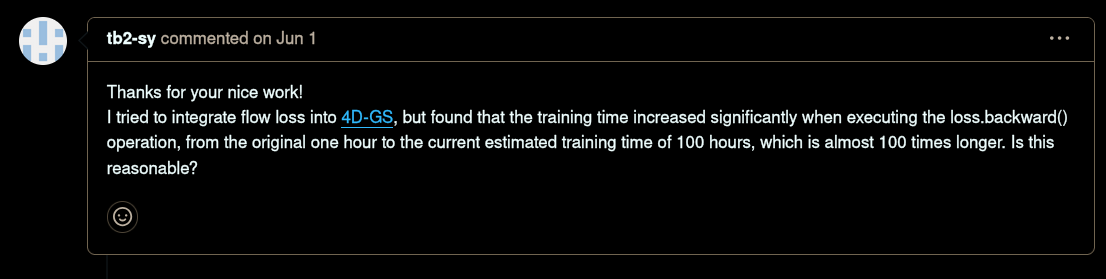 tb2-sy commented on Jun 1
Thanks for your nice work!
I tried to integrate flow loss into 4D-GS, but found that the training time increased significantly when executing the loss.backward()
operation, from the original one hour to the current estimated training time of 100 hours, which is almost 100 times longer. Is this
reasonable?